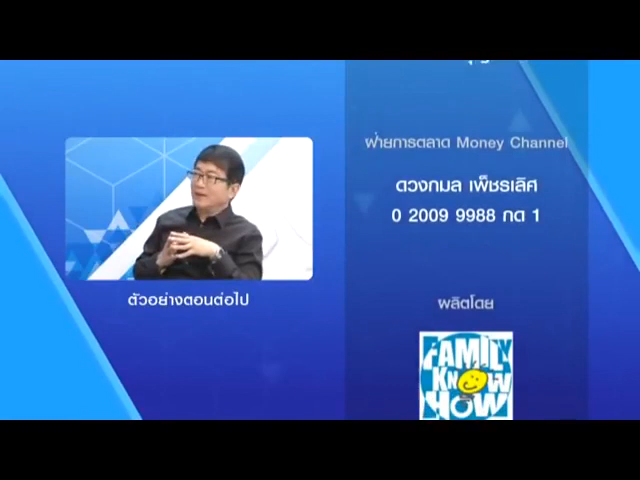 ฝ่ายการตลาด Money Channel
ดวงกมล เพ็ชรเลิศ
0 2009 9988 กด 1
ตัวอย่างตอนต่อไป
ผลิตโดย
FAMILY
KNOW
HOW